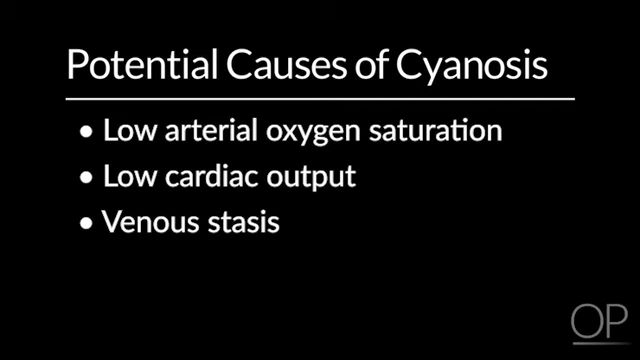 Potential Causes of Cyanosis
• Low arterial oxygen saturation
• Low cardiac output
• Venous stasis
OP